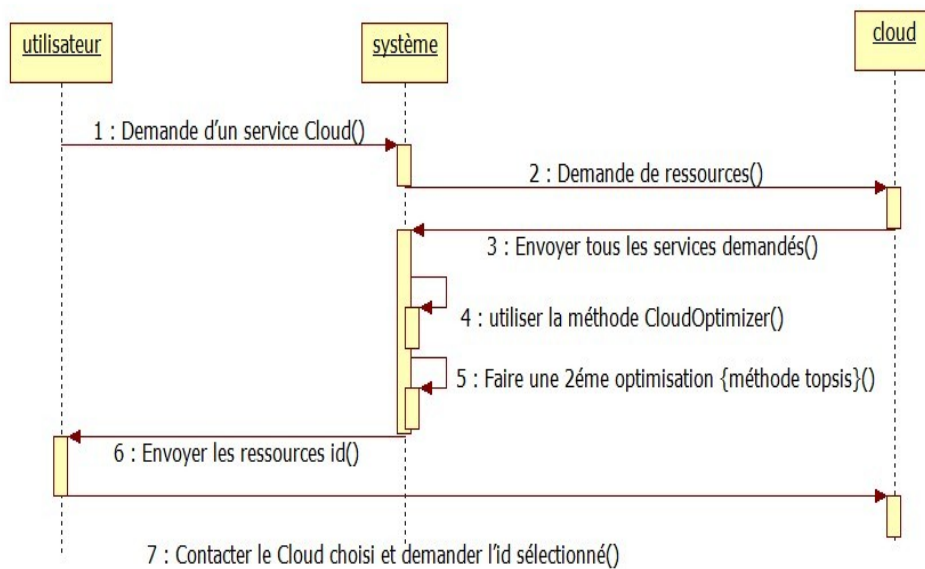 utilisateur
système
cloud
1 : Demande d'un service Cloud()
2 : Demande de ressources()
3 : Envoyer tous les services demandés()
4 : utiliser la méthode CloudOptimizer()
5 : Faire une 2éme optimisation {méthode topsis}()
6 : Envoyer les ressources id()
7 : Contacter le Cloud choisi et demander l'id sélectionné()